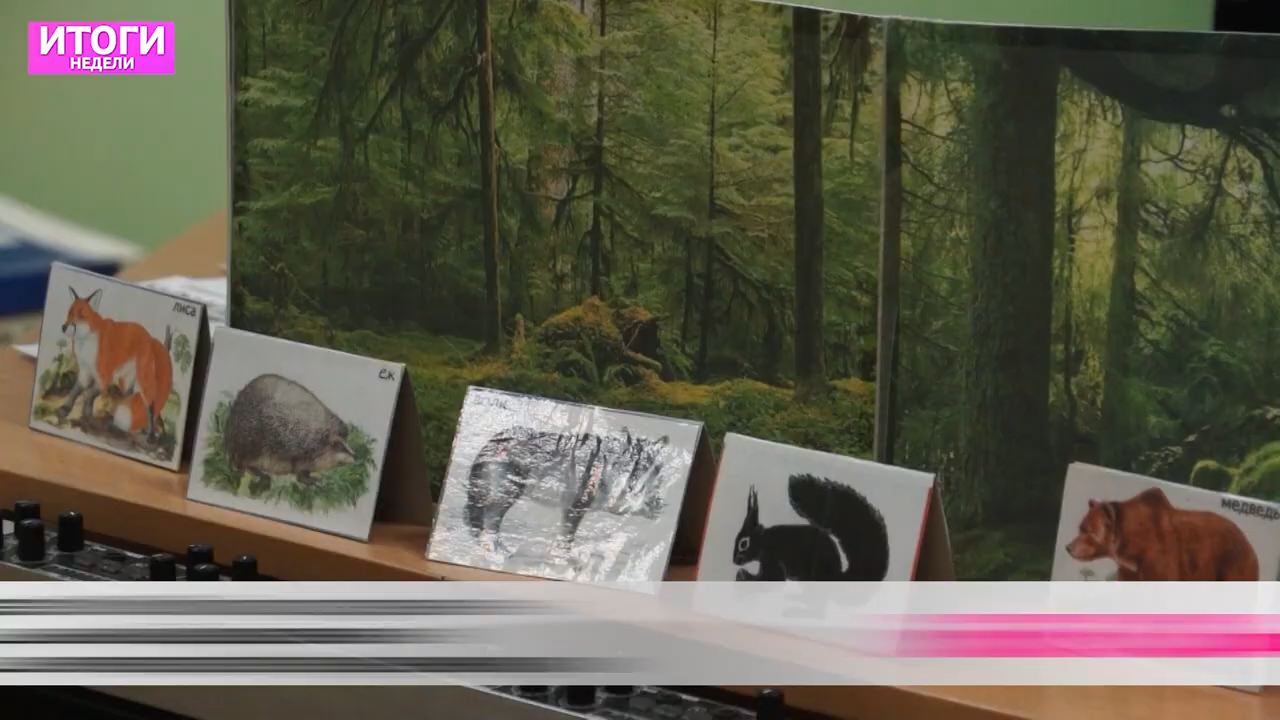 ИТОГИ
НЕДЕЛИ
лиса
ёж
волк
медведь